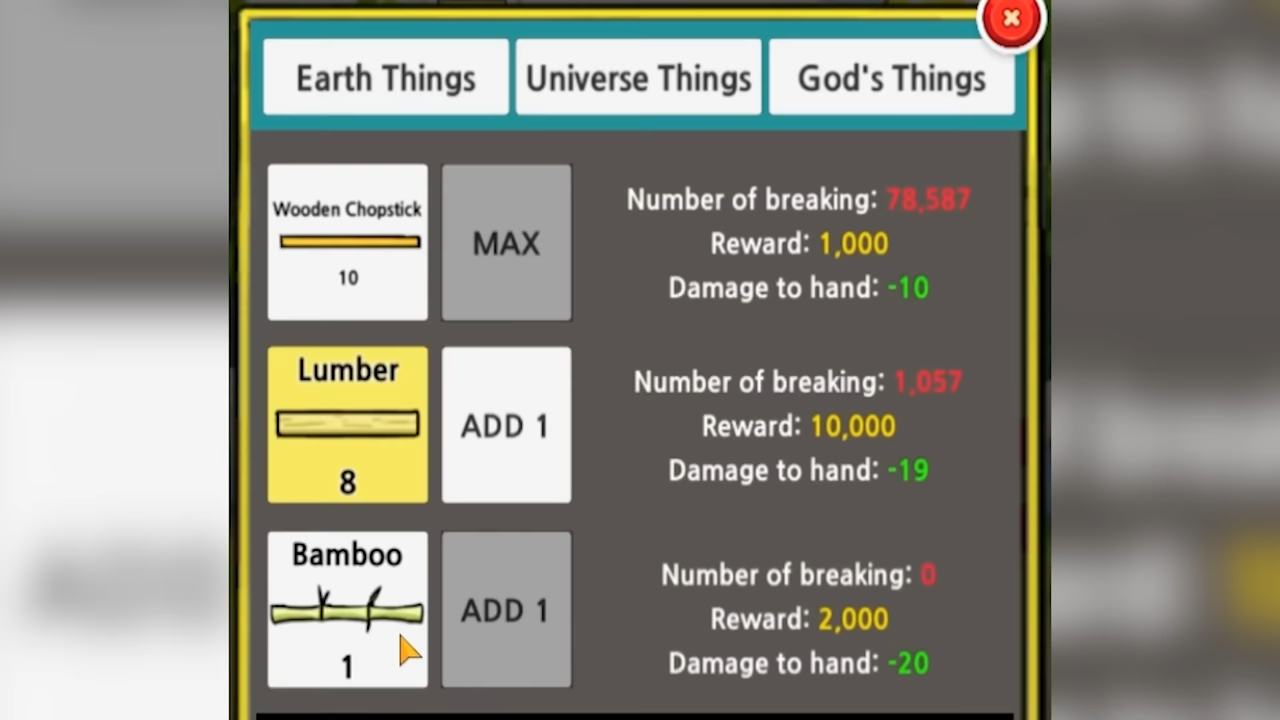 Earth Things
Universe Things
God's Things
Wooden Chopstick
10
MAX
Number of breaking: 78,587
Reward: 1,000
Damage to hand: -10
Lumber
8
ADD 1
Number of breaking: 1,057
Reward: 10,000
Damage to hand: -19
Bamboo
1
ADD 1
Number of breaking: 0
Reward: 2,000
Damage to hand: -20